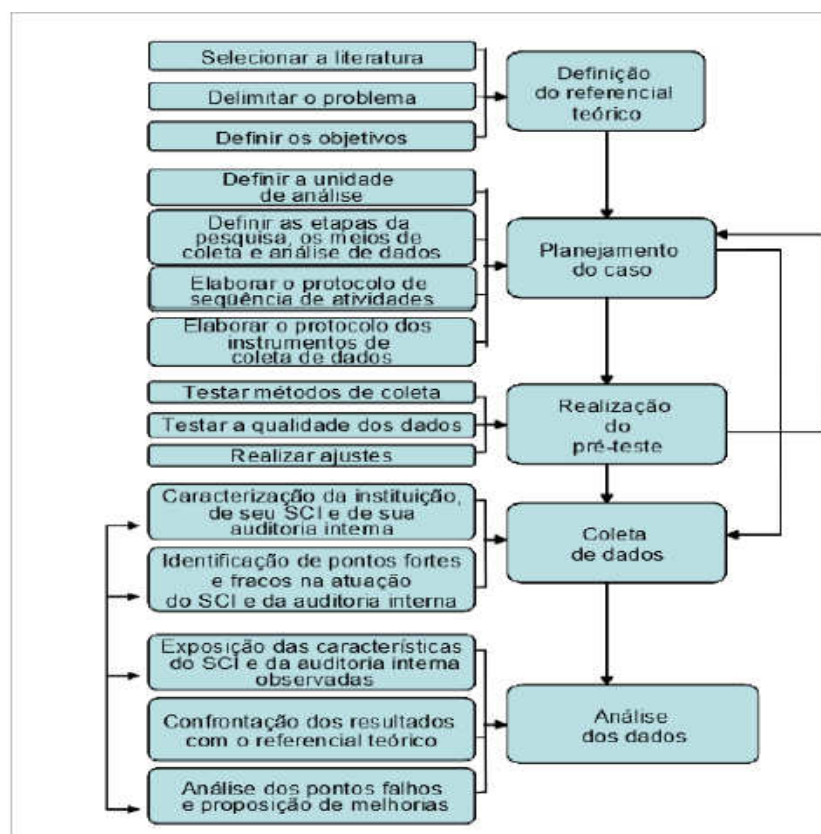 Selecionar a literatura
Delimitar o problema
Definir os objetivos
Definição
do referencial
teórico
Definir a unidade
de análise
Definir as etapas da
pesquisa, os meios de
coleta e análise de dados
Elaborar o protocolo de
seqüência de atividades
Elaborar o protocolo dos
instrumentos de
coleta de dados
Planejamento
do caso
Testar métodos de coleta
Testar a qualidade dos dados
Realizar ajustes
Realização
do
pré-teste
Caracterização da instituição,
de seu SCI e de sua
auditoria interna
Identificação de pontos fortes
e fracos na atuação
do SCI e da auditoria interna
Coleta
de dados
Exposição das características
do SCI e da auditoria interna
observadas
Confrontação dos resultados
com o referencial teórico
Análise dos pontos falhos
e proposição de melhorias
Análise
dos dados